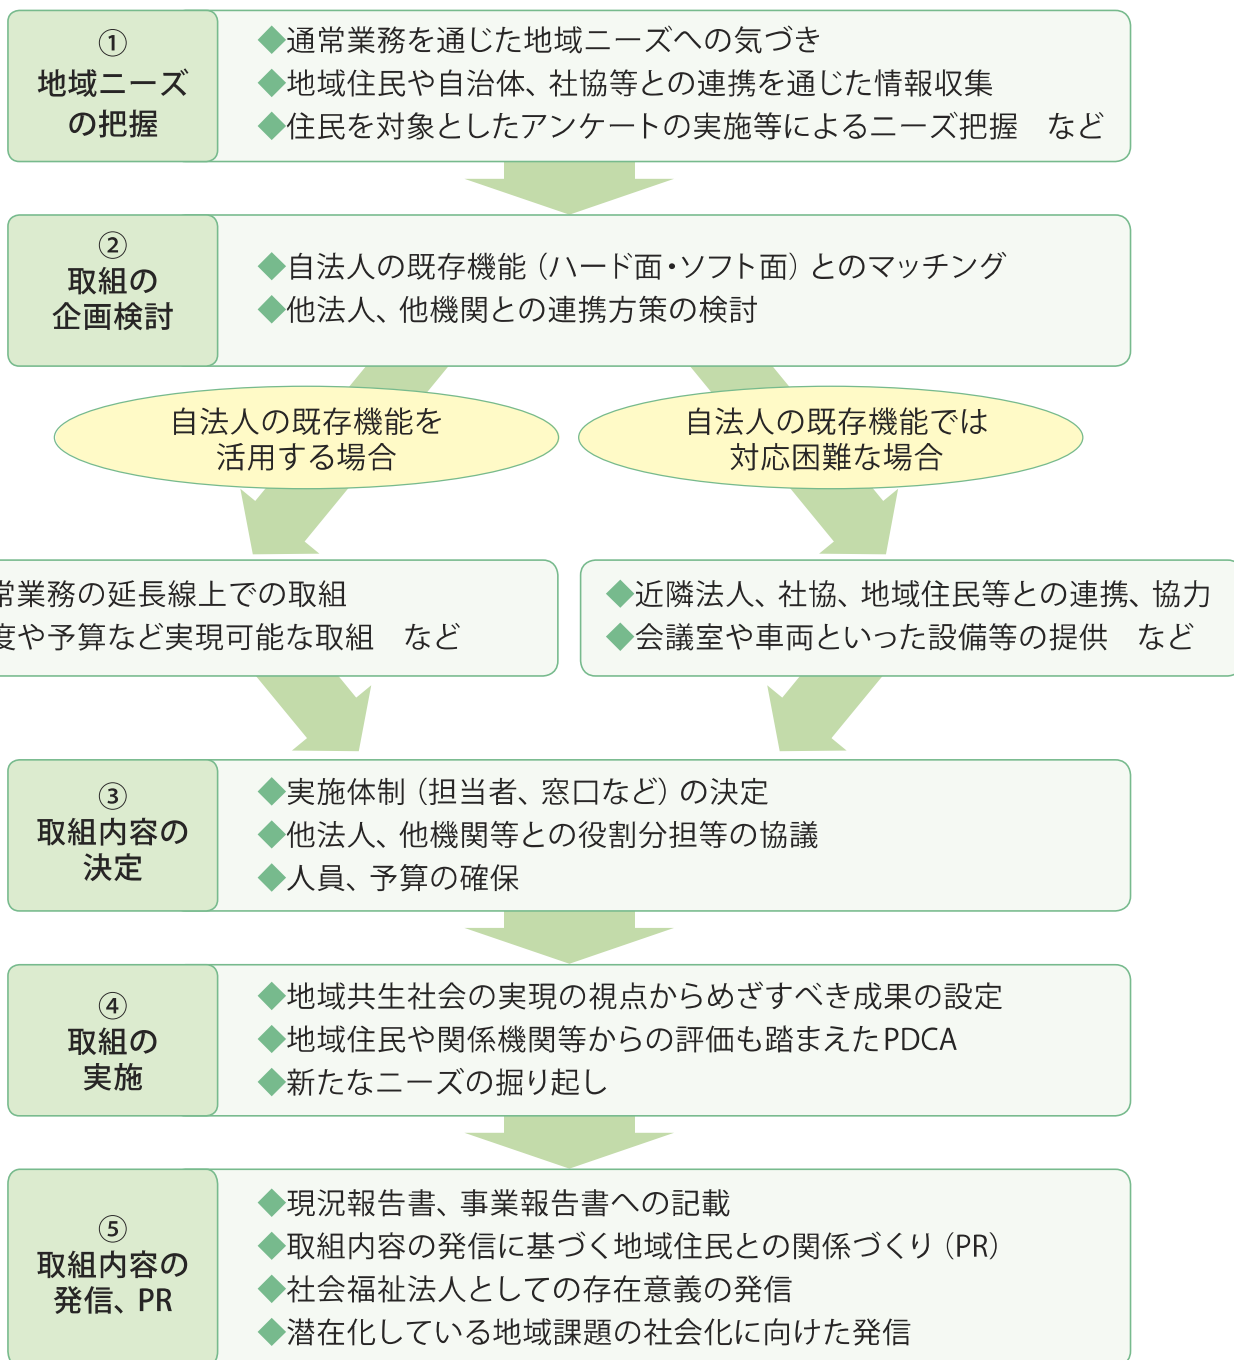 ①
地域ニーズ
の把握
◆通常業務を通じた地域ニーズへの気づき
◆地域住民や自治体、社協等との連携を通じた情報収集
◆住民を対象としたアンケートの実施等によるニーズ把握　など
②
取組の
企画検討
◆自法人の既存機能（ハード面・ソフト面）とのマッチング
◆他法人、他機関との連携方策の検討
自法人の既存機能を
活用する場合
自法人の既存機能では
対応困難な場合
常業務の延長線上での取組
度や予算など実現可能な取組　など
◆近隣法人、社協、地域住民等との連携、協力
◆会議室や車両といった設備等の提供　など
③
取組内容の
決定
◆実施体制（担当者、窓口など）の決定
◆他法人、他機関等との役割分担等の協議
◆人員、予算の確保
④
取組の
実施
◆地域共生社会の実現の視点からめざすべき成果の設定
◆地域住民や関係機関等からの評価も踏まえたPDCA
◆新たなニーズの掘り起し
⑤
取組内容の
発信、PR
◆現況報告書、事業報告書への記載
◆取組内容の発信に基づく地域住民との関係づくり（PR）
◆社会福祉法人としての存在意義の発信
◆潜在化している地域課題の社会化に向けた発信